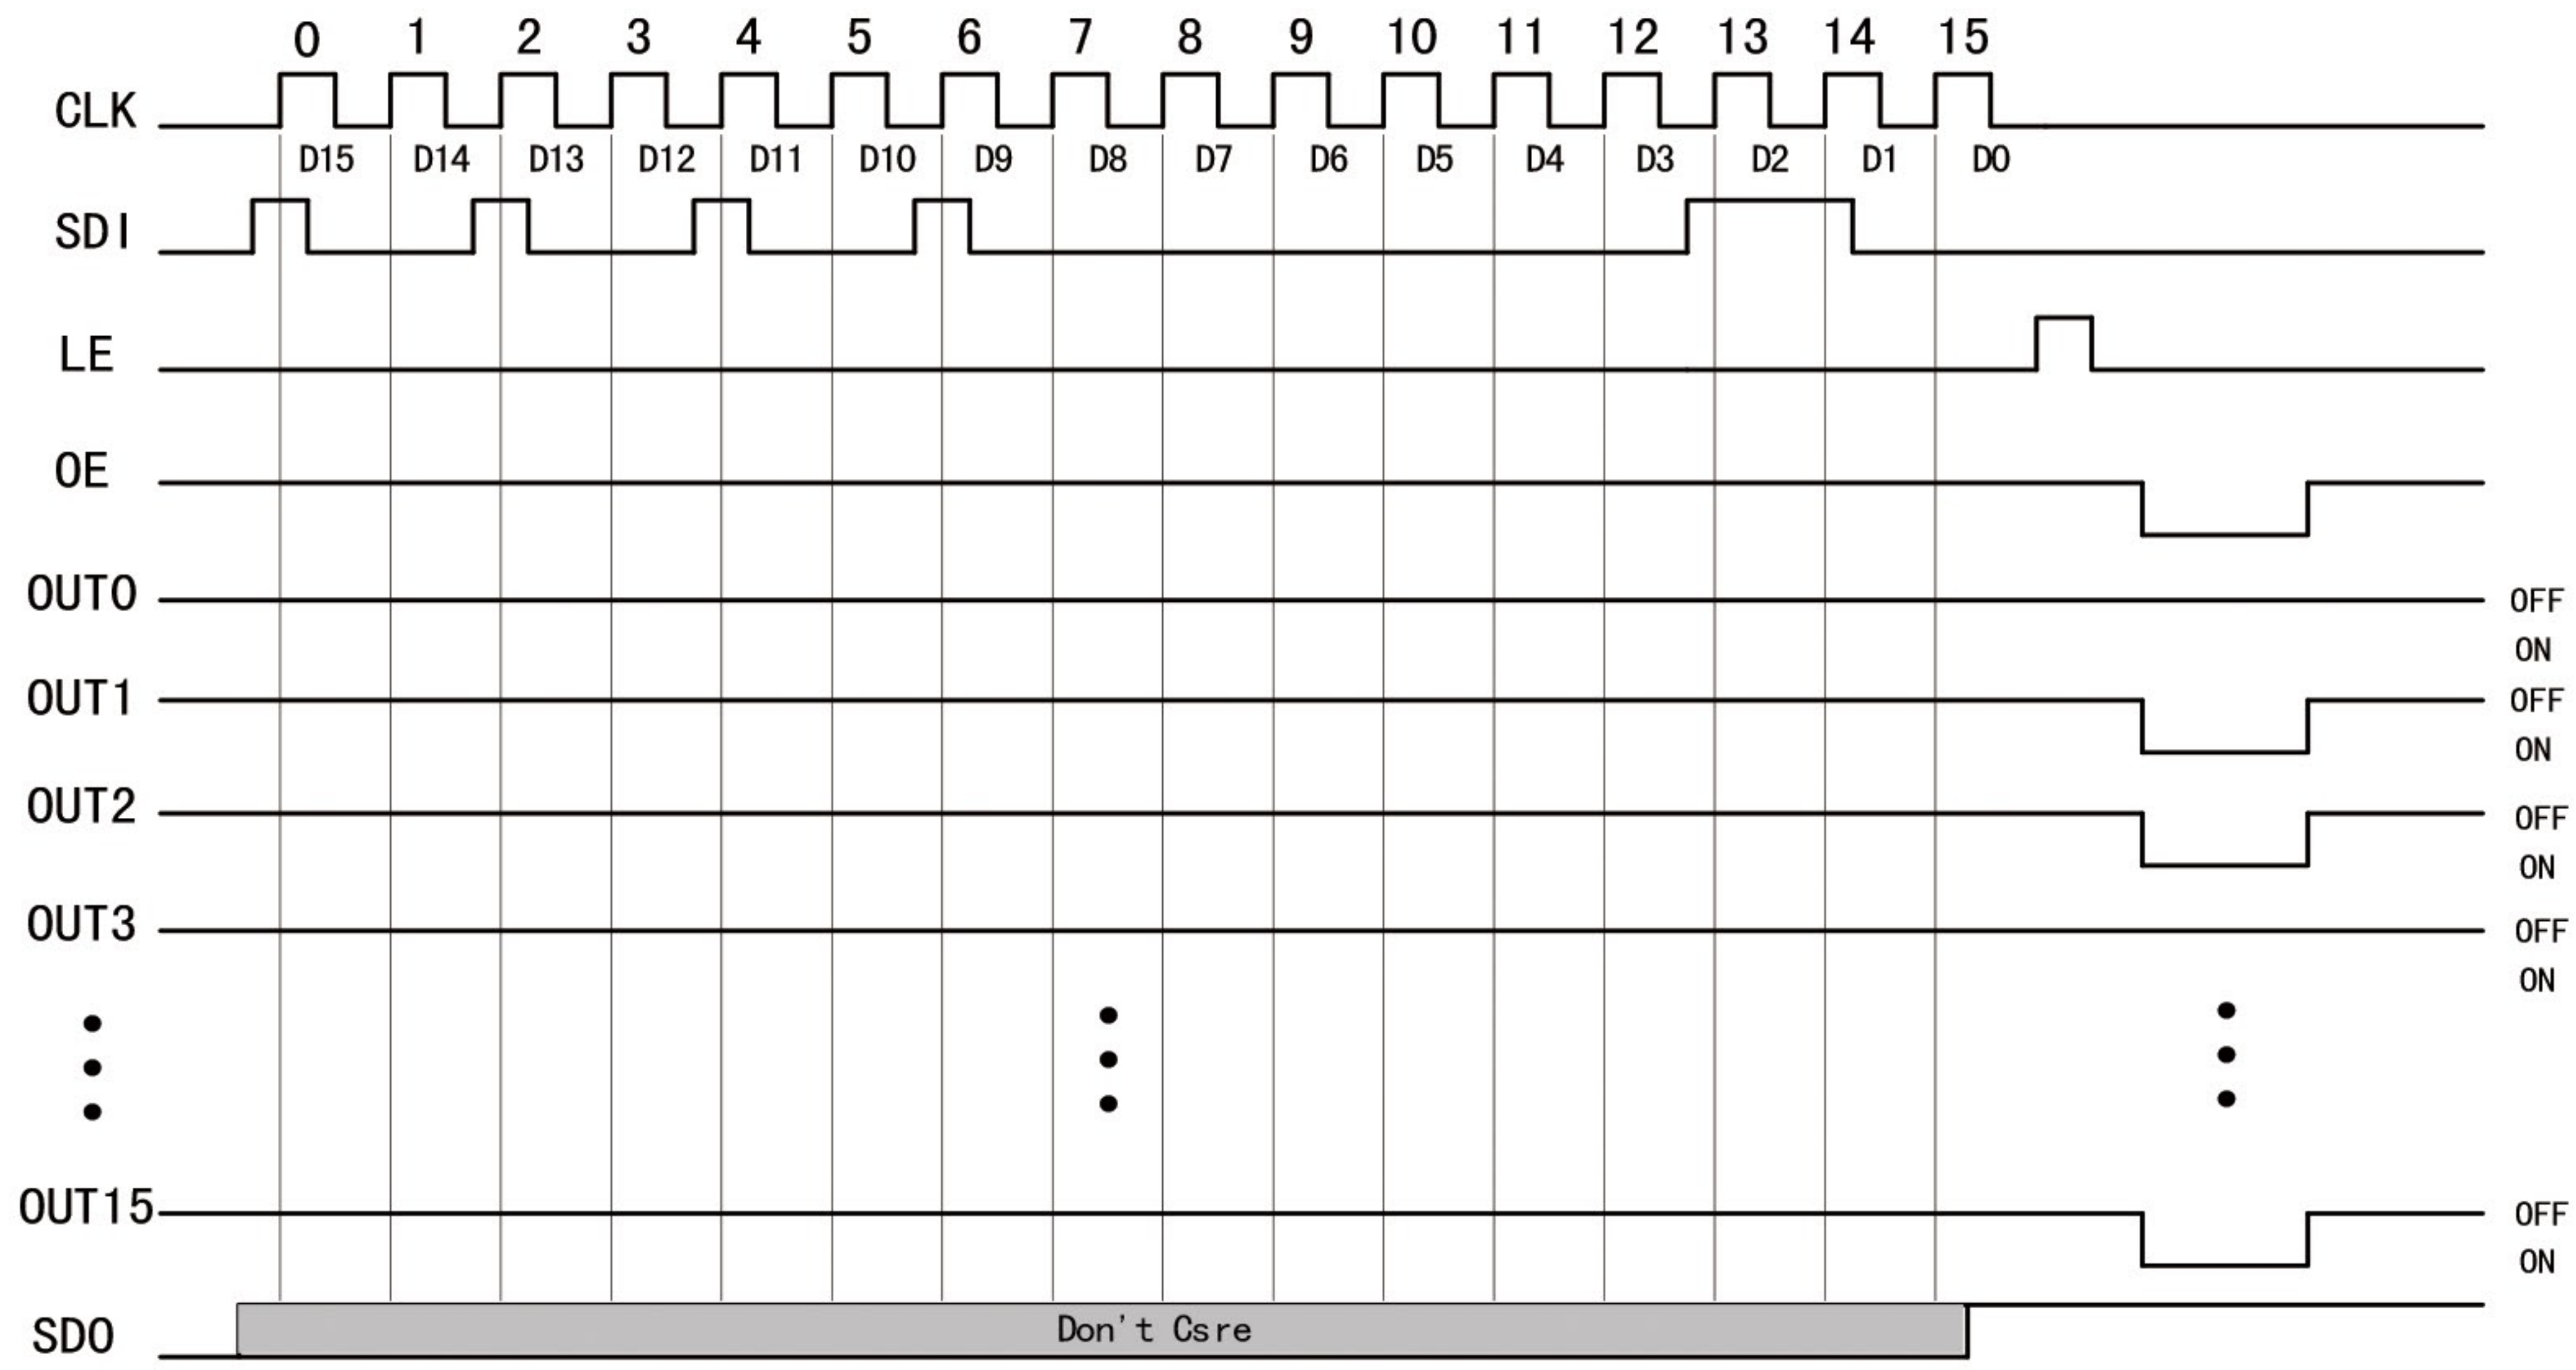 0 1 2 3 4 5 6 7 8 9 10 11 12 13 14 15
CLK
D15 D14 D13 D12 D11 D10 D9 D8 D7 D6 D5 D4 D3 D2 D1 D0
SDI
LE
OE
OUT0 OFF
ON
OUT1 OFF
ON
OUT2 OFF
ON
OUT3 OFF
ON
OUT15 OFF
ON
SDO Don't Csre